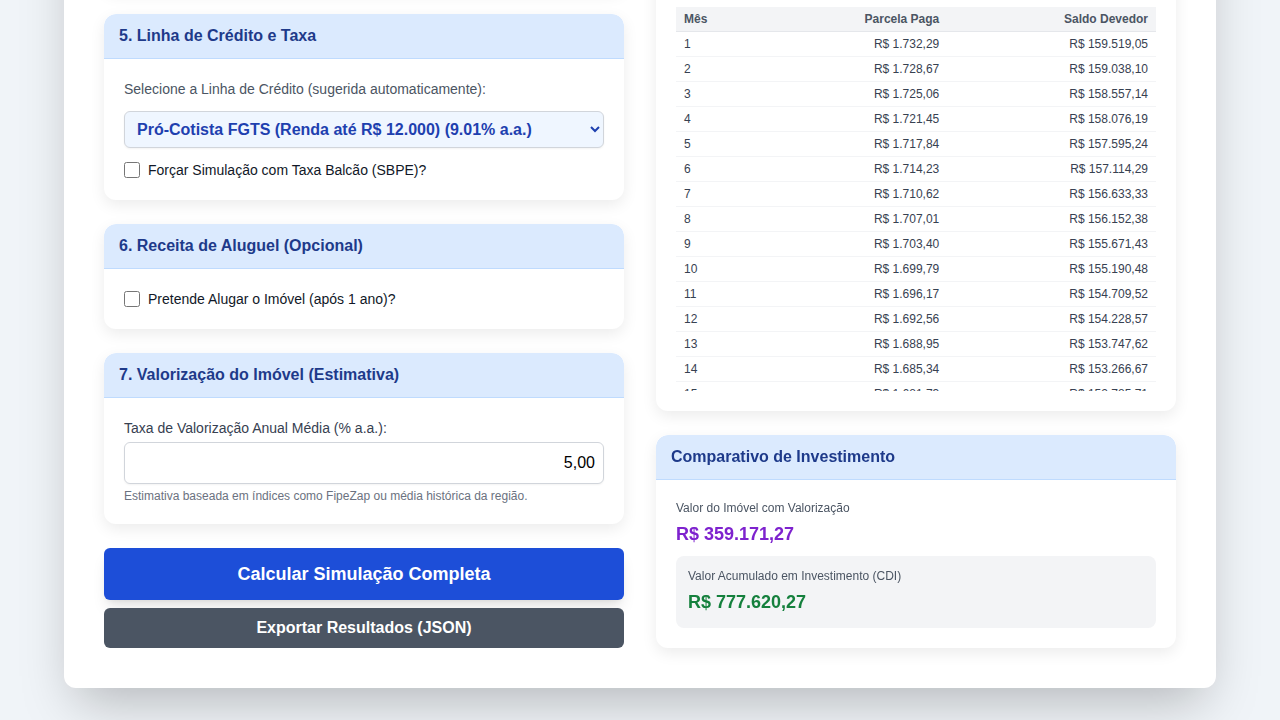 5. Linha de Crédito e Taxa
Selecione a Linha de Crédito (sugerida automaticamente):
Pró-Cotista FGTS (Renda até R$ 12.000) (9.01% a.a.)
Forçar Simulação com Taxa Balcão (SBPE)?
6. Receita de Aluguel (Opcional)
Pretende Alugar o Imóvel (após 1 ano)?
7. Valorização do Imóvel (Estimativa)
Taxa de Valorização Anual Média (% a.a.):
5,00
Estimativa baseada em índices como FipeZap ou média histórica da região.
Calcular Simulação Completa
Exportar Resultados (JSON)
Mês Parcela Paga Saldo Devedor
1 R$ 1.732,29 R$ 159.519,05
2 R$ 1.728,67 R$ 159.038,10
3 R$ 1.725,06 R$ 158.557,14
4 R$ 1.721,45 R$ 158.076,19
5 R$ 1.717,84 R$ 157.595,24
6 R$ 1.714,23 R$ 157.114,29
7 R$ 1.710,62 R$ 156.633,33
8 R$ 1.707,01 R$ 156.152,38
9 R$ 1.703,40 R$ 155.671,43
10 R$ 1.699,79 R$ 155.190,48
11 R$ 1.696,17 R$ 154.709,52
12 R$ 1.692,56 R$ 154.228,57
13 R$ 1.688,95 R$ 153.747,62
14 R$ 1.685,34 R$ 153.266,67
Comparativo de Investimento
Valor do Imóvel com Valorização
R$ 359.171,27
Valor Acumulado em Investimento (CDI)
R$ 777.620,27